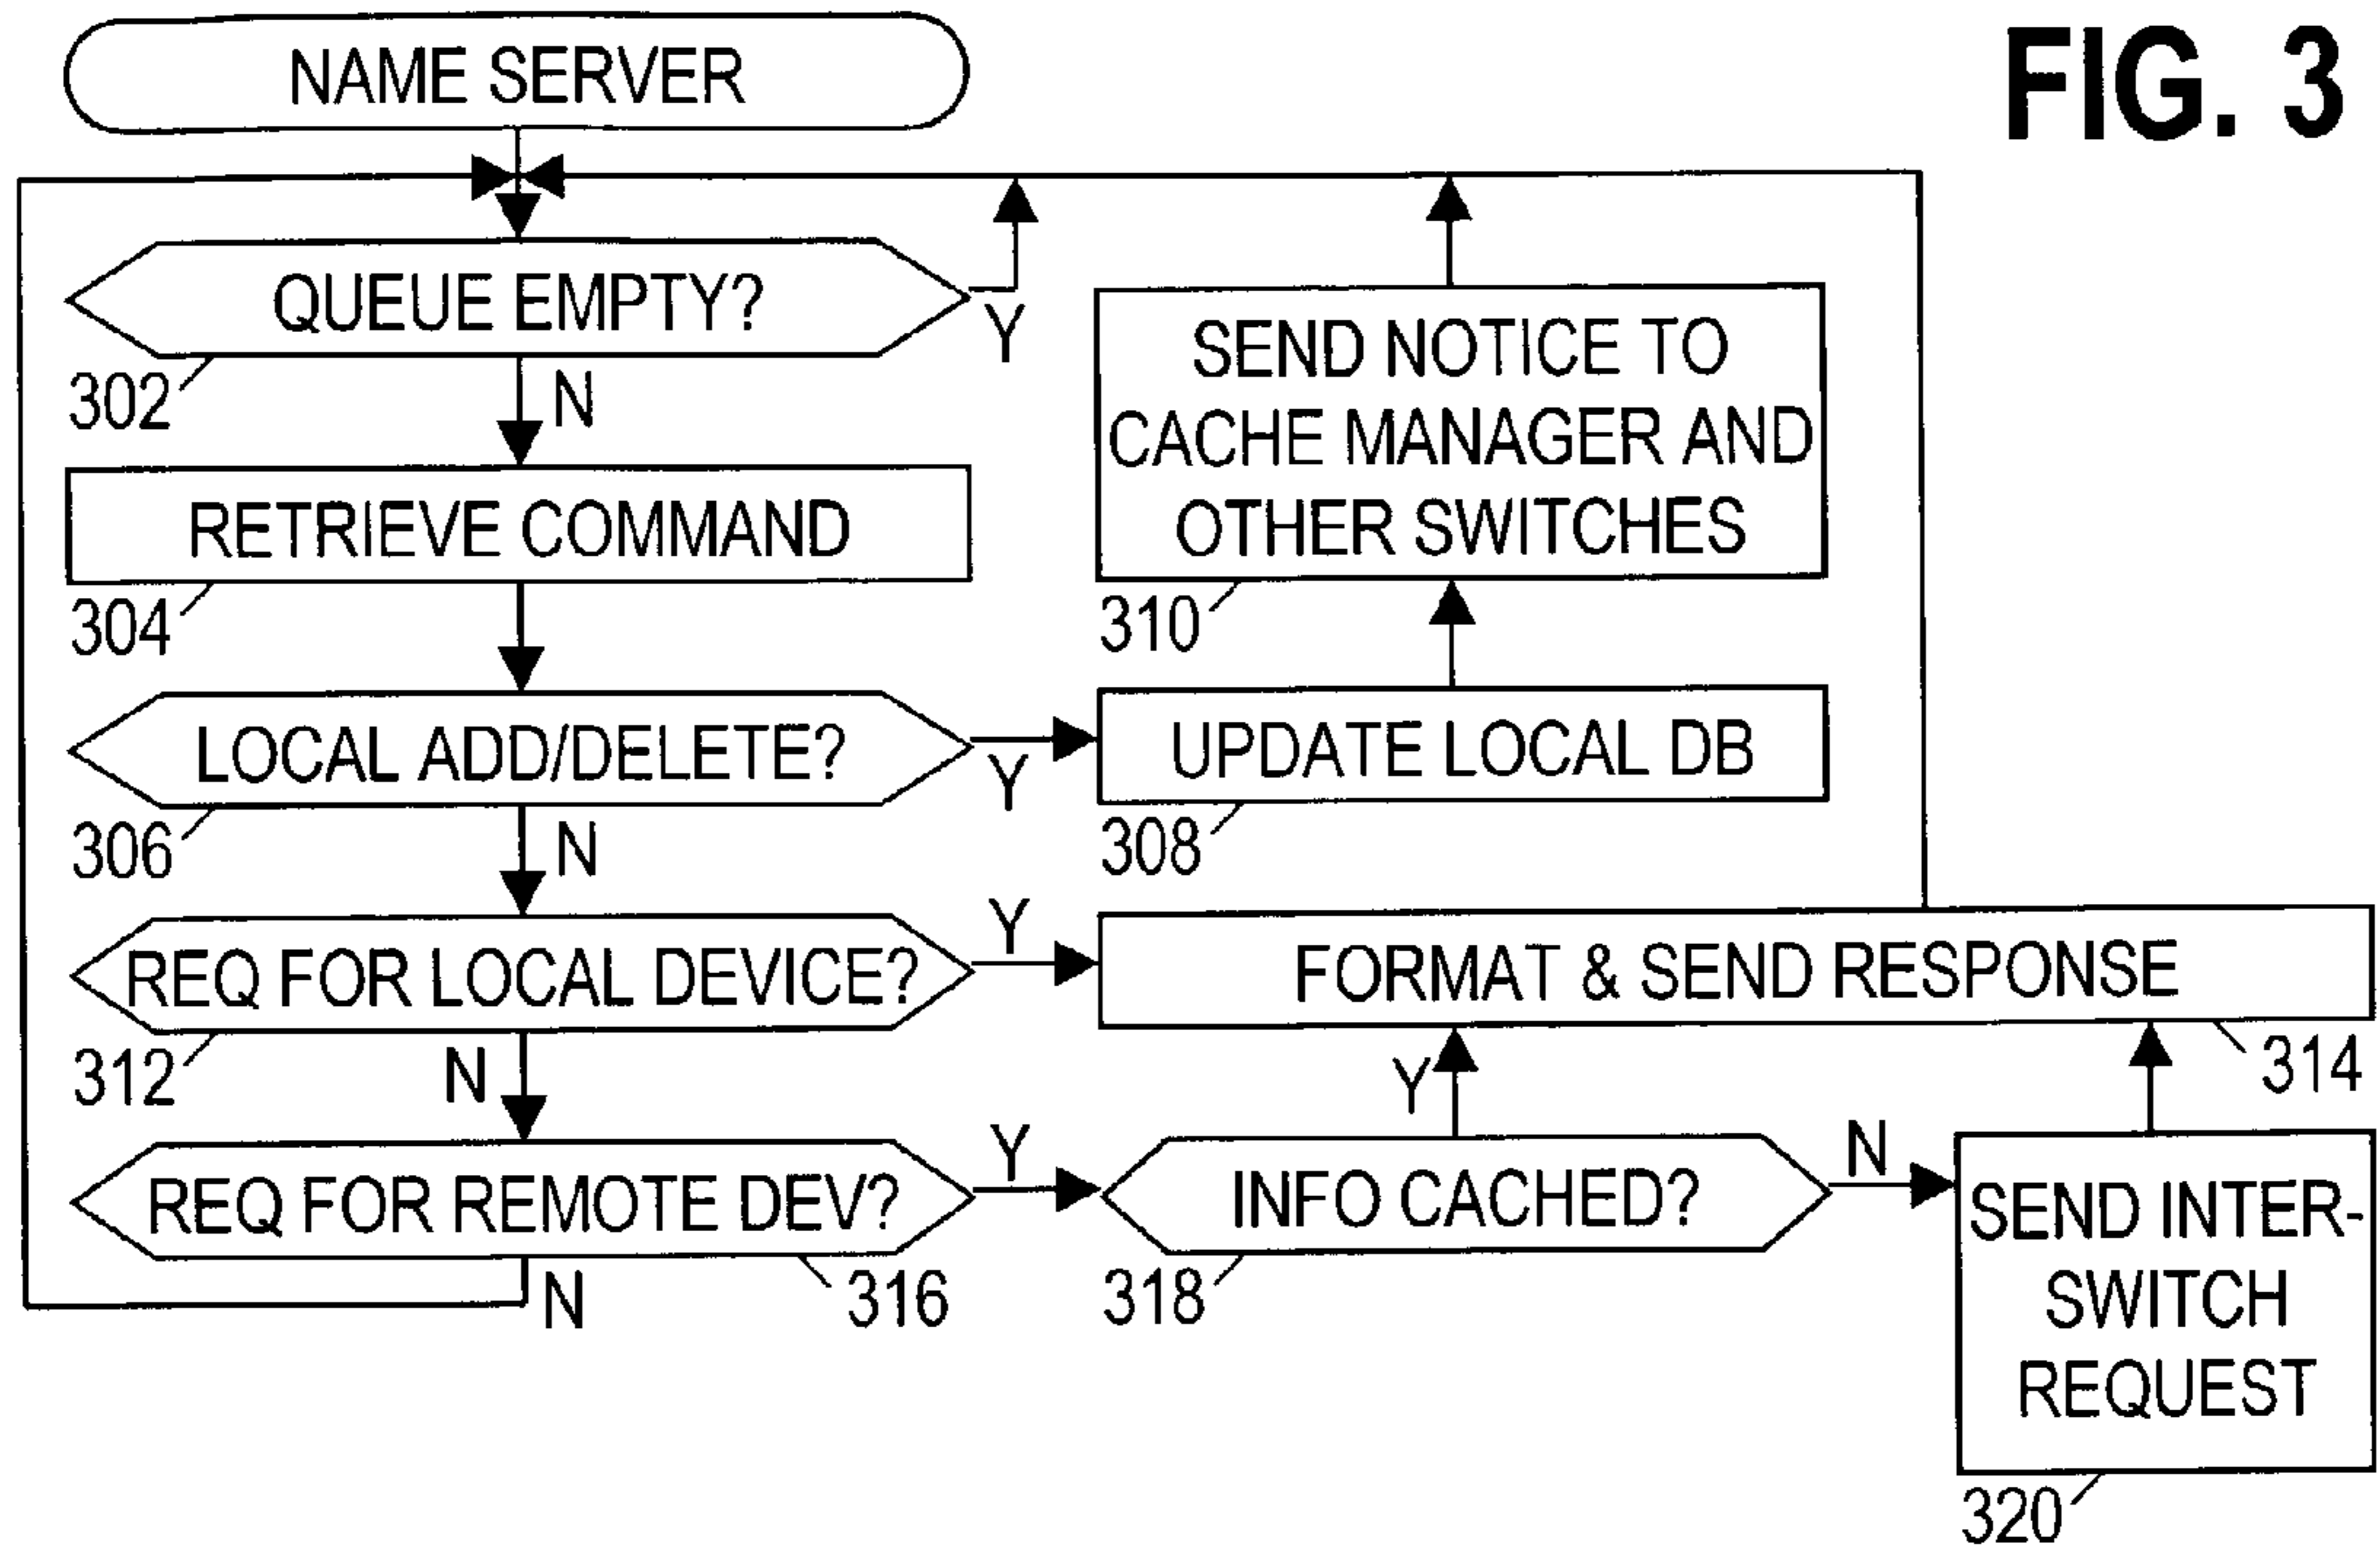 FIG. 3
NAME SERVER
QUEUE EMPTY?
Y
302
N
SEND NOTICE TO
CACHE MANAGER AND
OTHER SWITCHES
310
RETRIEVE COMMAND
304
LOCAL ADD/DELETE?
Y
306
N
UPDATE LOCAL DB
308
REQ FOR LOCAL DEVICE?
Y
312
N
FORMAT & SEND RESPONSE
314
REQ FOR REMOTE DEV?
Y
316
N
INFO CACHED?
Y
N
318
SEND INTER-
SWITCH
REQUEST
320